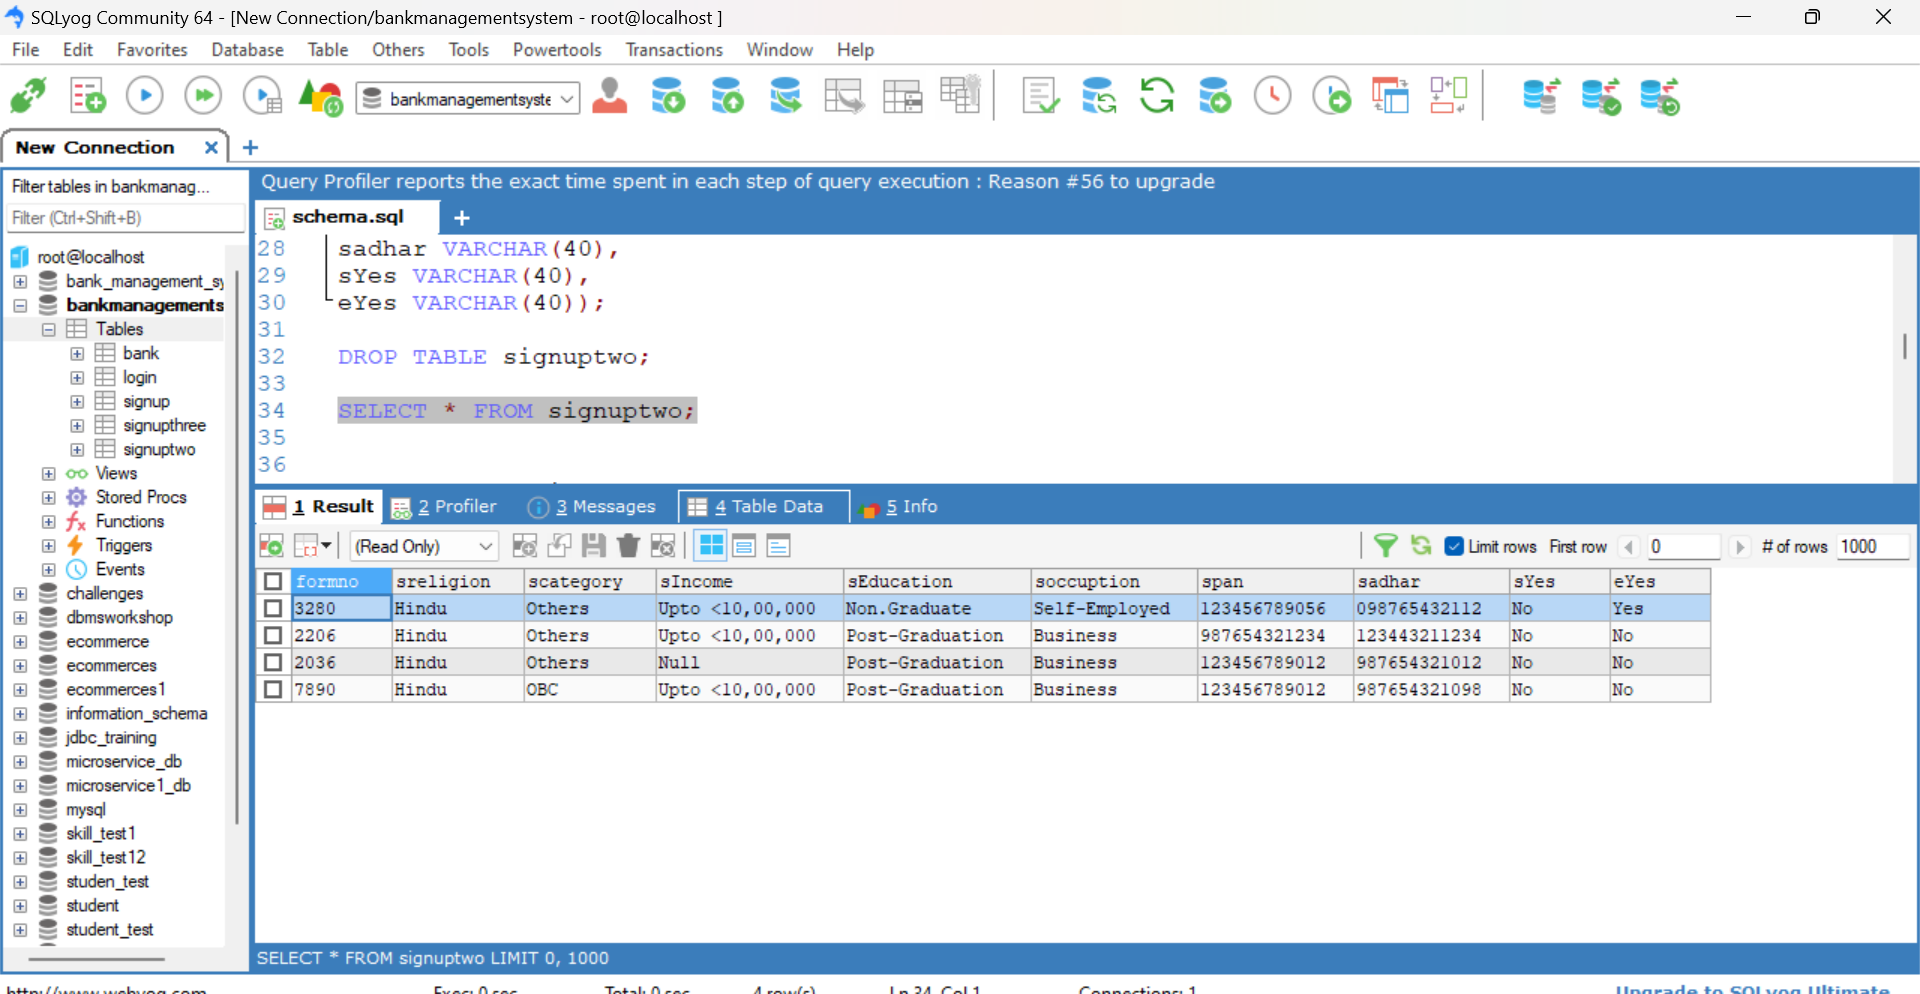 SQLyog Community 64 - [New Connection/bankmanagementsystem - root@localhost ]
File Edit Favorites Database Table Others Tools Powertools Transactions Window Help
bankmanagementsyste
New Connection
Filter tables in bankmanag...
Filter (Ctrl+Shift+B)
root@localhost
bank_management_sy
bankmanagements
Tables
bank
login
signup
signupthree
signuptwo
Views
Stored Procs
Functions
Triggers
Events
challenges
dbmsworkshop
ecommerce
ecommerces
ecommerces1
information_schema
jdbc_training
microservice_db
microservice1_db
mysql
skill_test1
skill_test12
studen_test
student
student_test
Query Profiler reports the exact time spent in each step of query execution : Reason #56 to upgrade
schema.sql
28 sadhar VARCHAR(40),
29 sYes VARCHAR(40),
30 eYes VARCHAR(40));
31
32 DROP TABLE signuptwo;
33
34 SELECT * FROM signuptwo;
35
36
1 Result 2 Profiler 3 Messages 4 Table Data 5 Info
(Read Only) Limit rows First row 0 # of rows 1000
formno sreligion scategory sIncome sEducation soccuption span sadhar sYes eYes
3280 Hindu Others Upto <10,00,000 Non.Graduate Self-Employed 123456789056 098765432112 No Yes
2206 Hindu Others Upto <10,00,000 Post-Graduation Business 987654321234 123443211234 No No
2036 Hindu Others Null Post-Graduation Business 123456789012 987654321012 No No
7890 Hindu OBC Upto <10,00,000 Post-Graduation Business 123456789012 987654321098 No No
SELECT * FROM signuptwo LIMIT 0, 1000
http://www.webyog.com Exec: 0 sec Total: 0 sec 4 row(s) Ln 34, Col 1 Connections: 1 Upgrade to SQLyog Ultimate